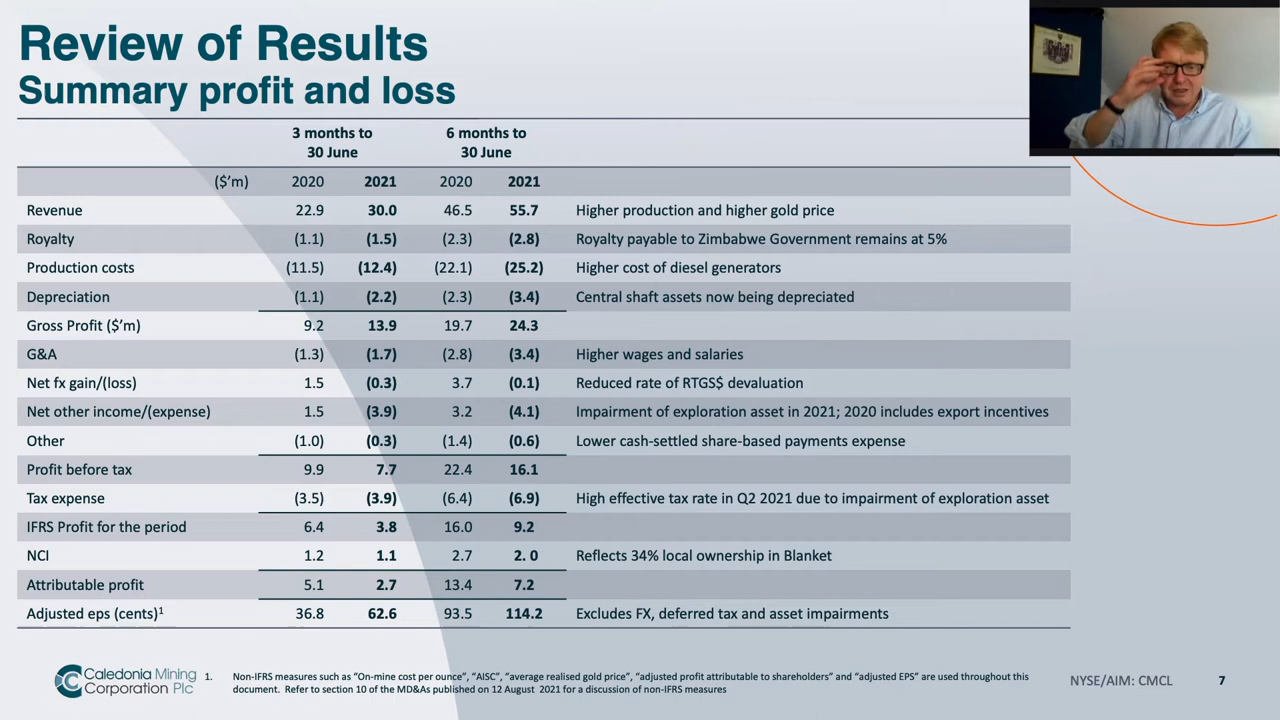 Review of Results
Summary profit and loss
3 months to 6 months to
30 June 30 June
($'m) 2020 2021 2020 2021
Revenue 22.9 30.0 46.5 55.7 Higher production and higher gold price
Royalty (1.1) (1.5) (2.3) (2.8) Royalty payable to Zimbabwe Government remains at 5%
Production costs (11.5) (12.4) (22.1) (25.2) Higher cost of diesel generators
Depreciation (1.1) (2.2) (2.3) (3.4) Central shaft assets now being depreciated
Gross Profit ($'m) 9.2 13.9 19.7 24.3
G&A (1.3) (1.7) (2.8) (3.4) Higher wages and salaries
Net fx gain/(loss) 1.5 (0.3) 3.7 (0.1) Reduced rate of RTGS$ devaluation
Net other income/(expense) 1.5 (3.9) 3.2 (4.1) Impairment of exploration asset in 2021; 2020 includes export incentives
Other (1.0) (0.3) (1.4) (0.6) Lower cash-settled share-based payments expense
Profit before tax 9.9 7.7 22.4 16.1
Tax expense (3.5) (3.9) (6.4) (6.9) High effective tax rate in Q2 2021 due to impairment of exploration asset
IFRS Profit for the period 6.4 3.8 16.0 9.2
NCI 1.2 1.1 2.7 2. 0 Reflects 34% local ownership in Blanket
Attributable profit 5.1 2.7 13.4 7.2
Adjusted eps (cents)¹ 36.8 62.6 93.5 114.2 Excludes FX, deferred tax and asset impairments
Caledonia Mining
Corporation Plc
1. Non-IFRS measures such as "On-mine cost per ounce", "AISC", "average realised gold price", "adjusted profit attributable to shareholders" and "adjusted EPS" are used throughout this
document. Refer to section 10 of the MD&As published on 12 August 2021 for a discussion of non-IFRS measures
NYSE/AIM: CMCL 7